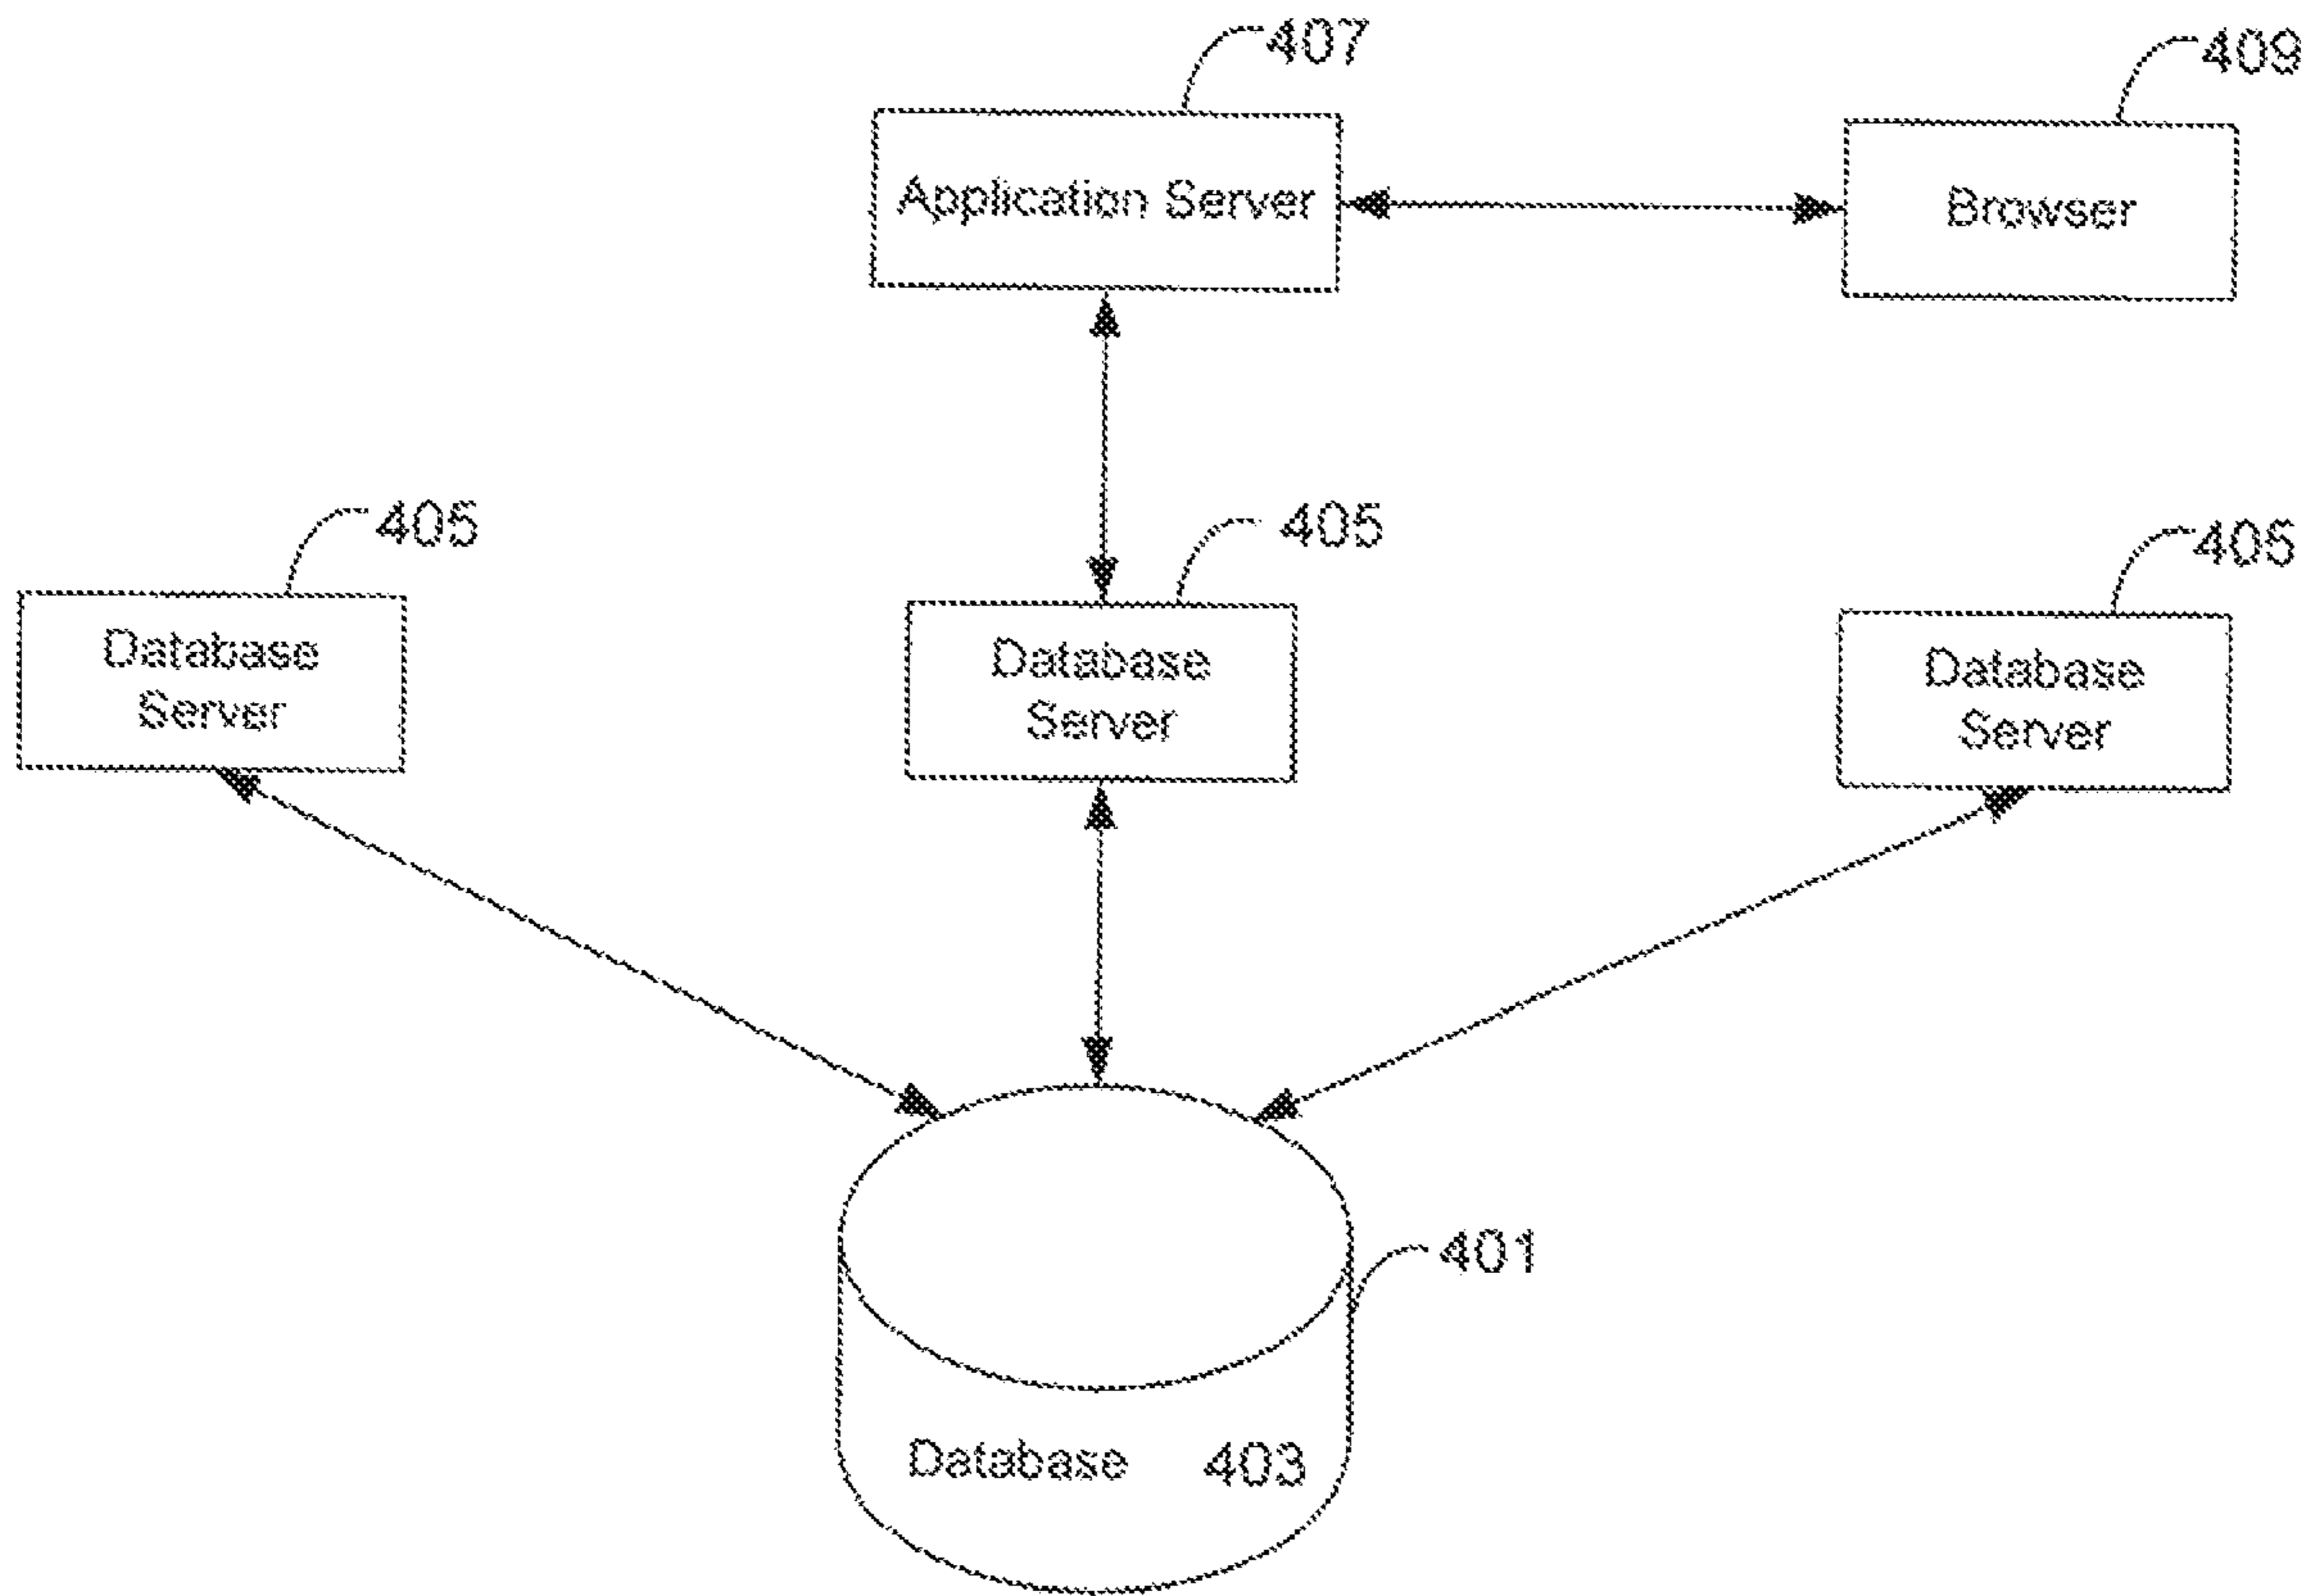 407
409
Application Server
Browser
405
405
405
Database
Server
Database
Server
Database
Server
401
Database 403